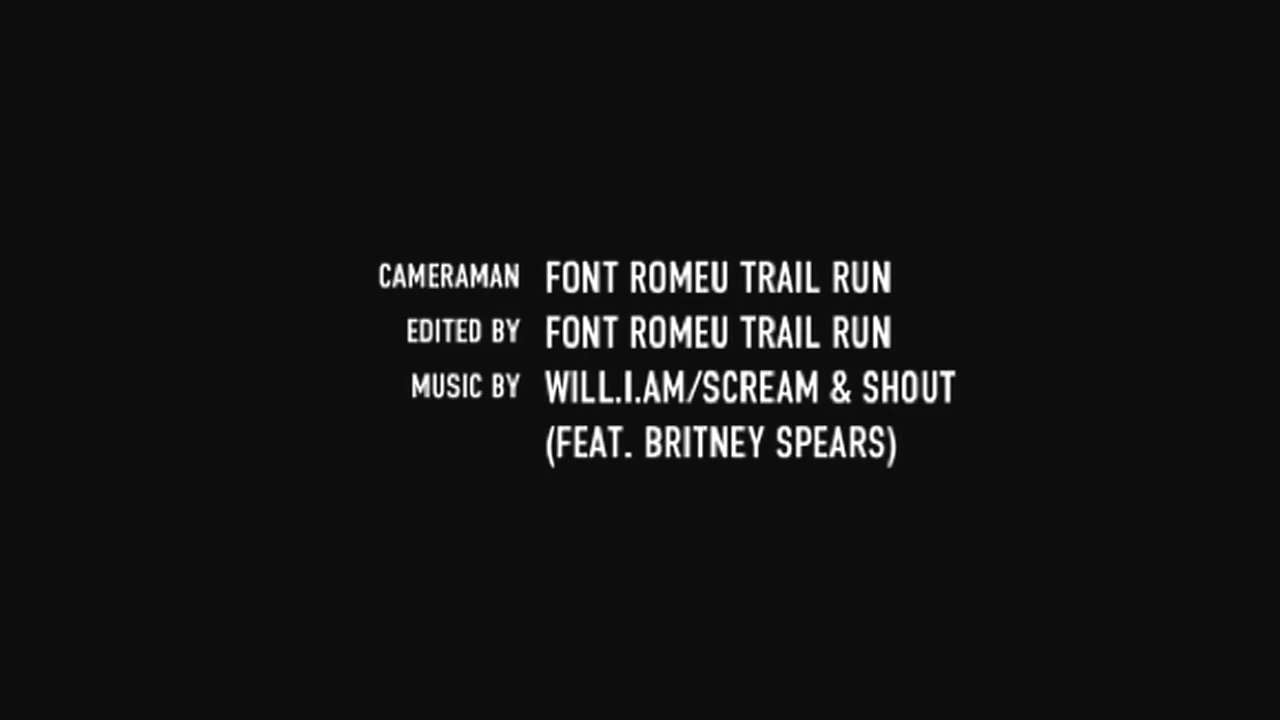 CAMERAMAN FONT ROMEU TRAIL RUN
EDITED BY FONT ROMEU TRAIL RUN
MUSIC BY WILL.I.AM/SCREAM & SHOUT
(FEAT. BRITNEY SPEARS)